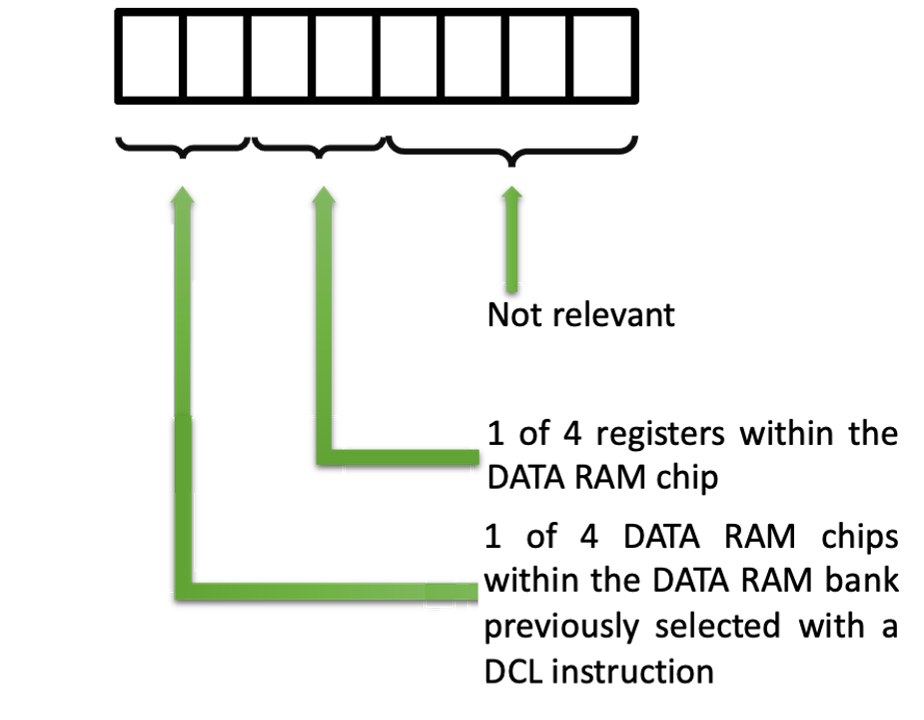 Not relevant
1 of 4 registers within the
DATA RAM chip
1 of 4 DATA RAM chips
within the DATA RAM bank
previously selected with a
DCL instruction